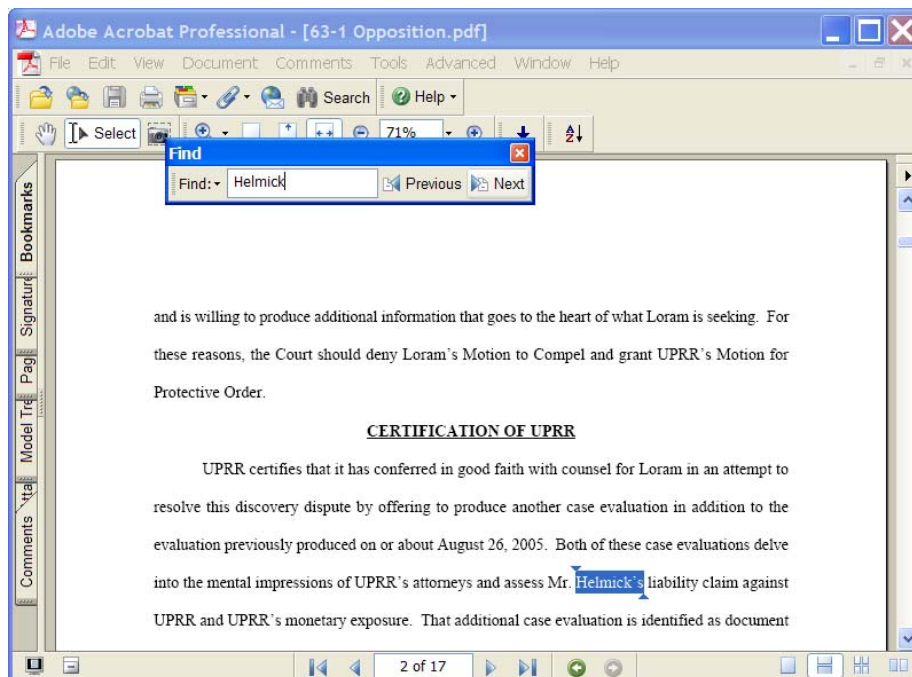 Adobe Acrobat Professional - [63-1 Opposition.pdf]
File Edit View Document Comments Tools Advanced Window Help
Search Help
Select 71%
Find
Find: Helmick Previous Next
Bookmarks
Signature
Pag
Model Tre
tta
Comments
and is willing to produce additional information that goes to the heart of what Loram is seeking. For
these reasons, the Court should deny Loram's Motion to Compel and grant UPRR's Motion for
Protective Order.
CERTIFICATION OF UPRR
UPRR certifies that it has conferred in good faith with counsel for Loram in an attempt to
resolve this discovery dispute by offering to produce another case evaluation in addition to the
evaluation previously produced on or about August 26, 2005. Both of these case evaluations delve
into the mental impressions of UPRR's attorneys and assess Mr. Helmick's liability claim against
UPRR and UPRR's monetary exposure. That additional case evaluation is identified as document
2 of 17